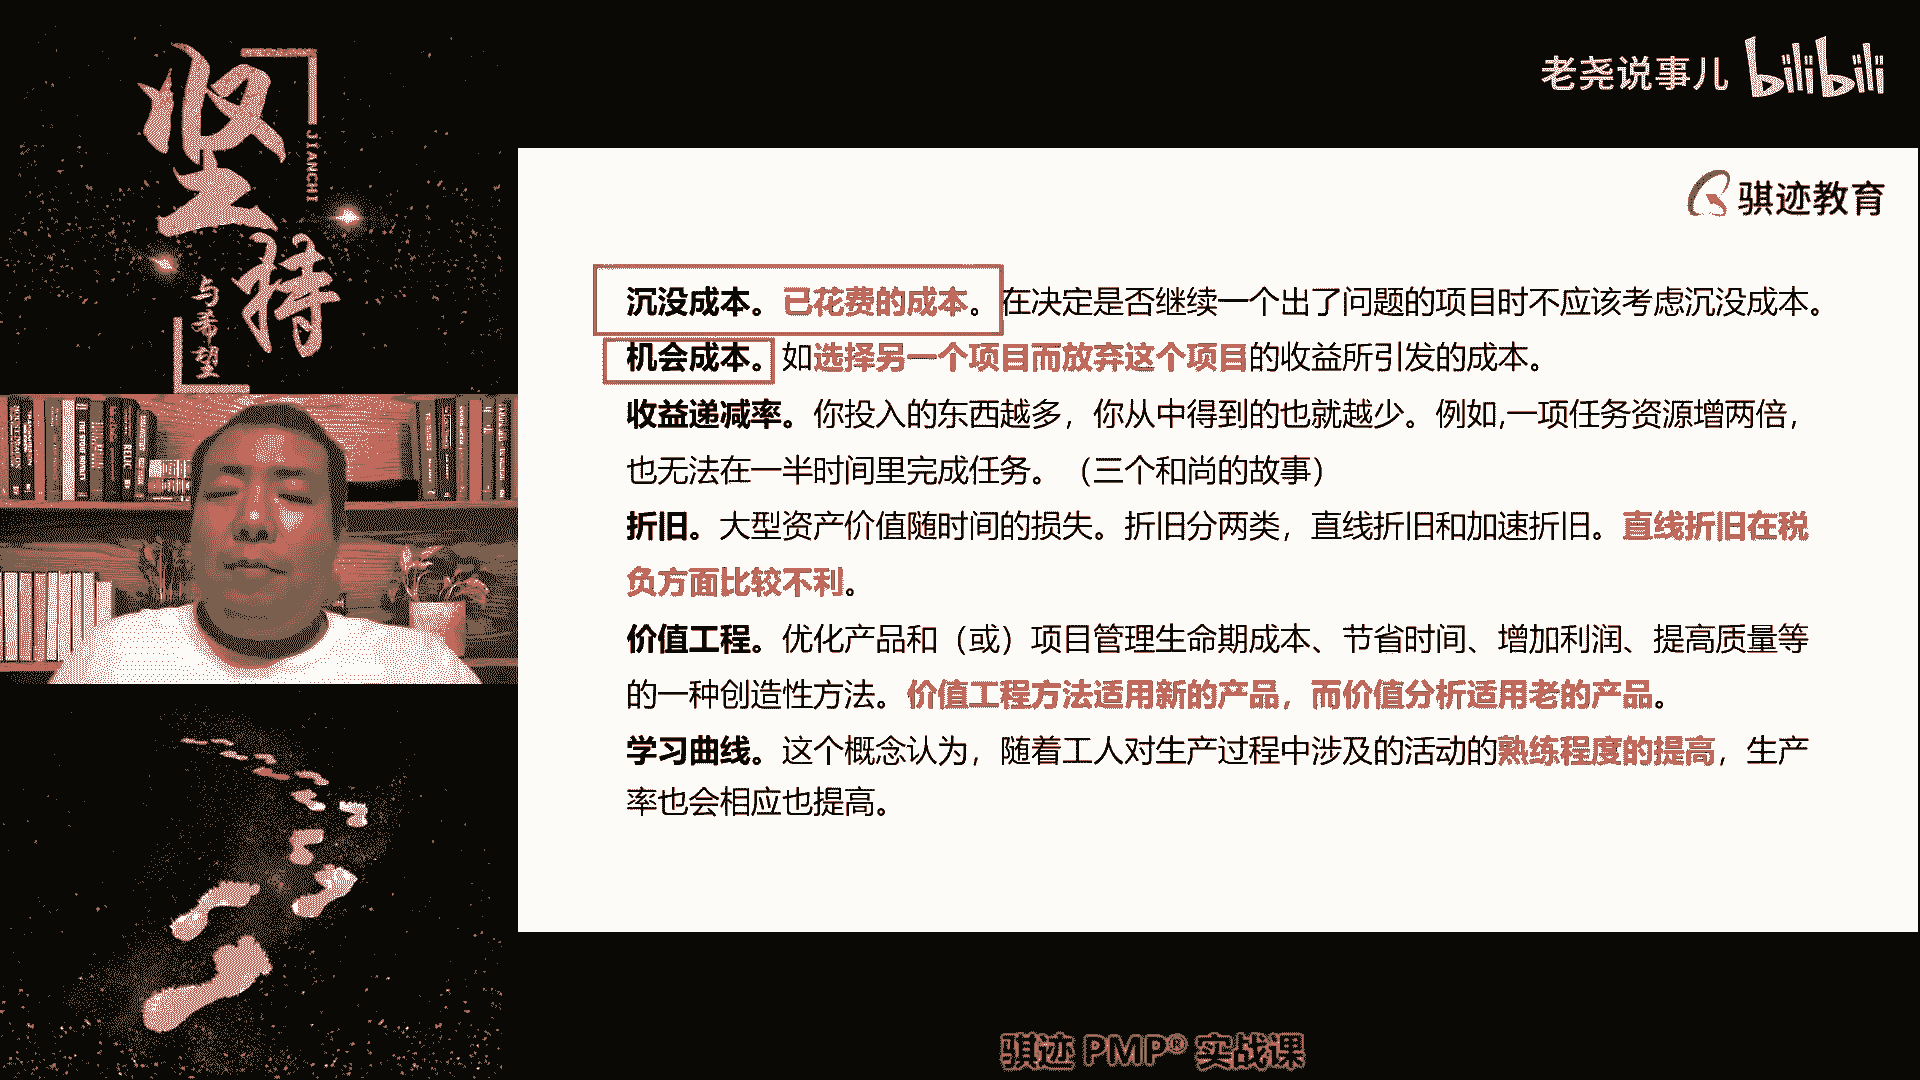 坚持
JIANCHI
与希望
老尧说事儿 bilibili
骐迹教育
沉没成本。已花费的成本。在决定是否继续一个出了问题的项目时不应该考虑沉没成本。
机会成本。如选择另一个项目而放弃这个项目的收益所引发的成本。
收益递减率。你投入的东西越多，你从中得到的也就越少。例如,一项任务资源增两倍，
也无法在一半时间里完成任务。（三个和尚的故事）
折旧。大型资产价值随时间的损失。折旧分两类，直线折旧和加速折旧。直线折旧在税
负方面比较不利。
价值工程。优化产品和（或）项目管理生命期成本、节省时间、增加利润、提高质量等
的一种创造性方法。价值工程方法适用新的产品，而价值分析适用老的产品。
学习曲线。这个概念认为，随着工人对生产过程中涉及的活动的熟练程度的提高，生产
率也会相应也提高。
骐迹 PMP® 实战课